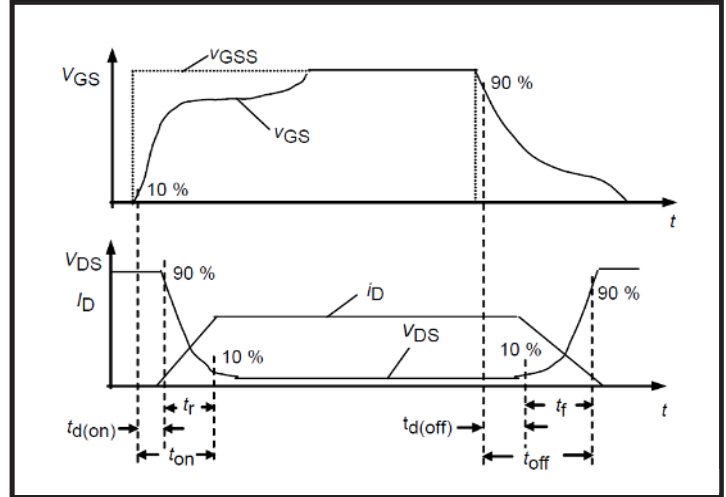 vGSS
VGS
90 %
vGS
10 %
t
VDS
90 %
ID
iD
90 %
VDS
10 %
10 %
tr
tf
t
td(on)
td(off)
ton
toff